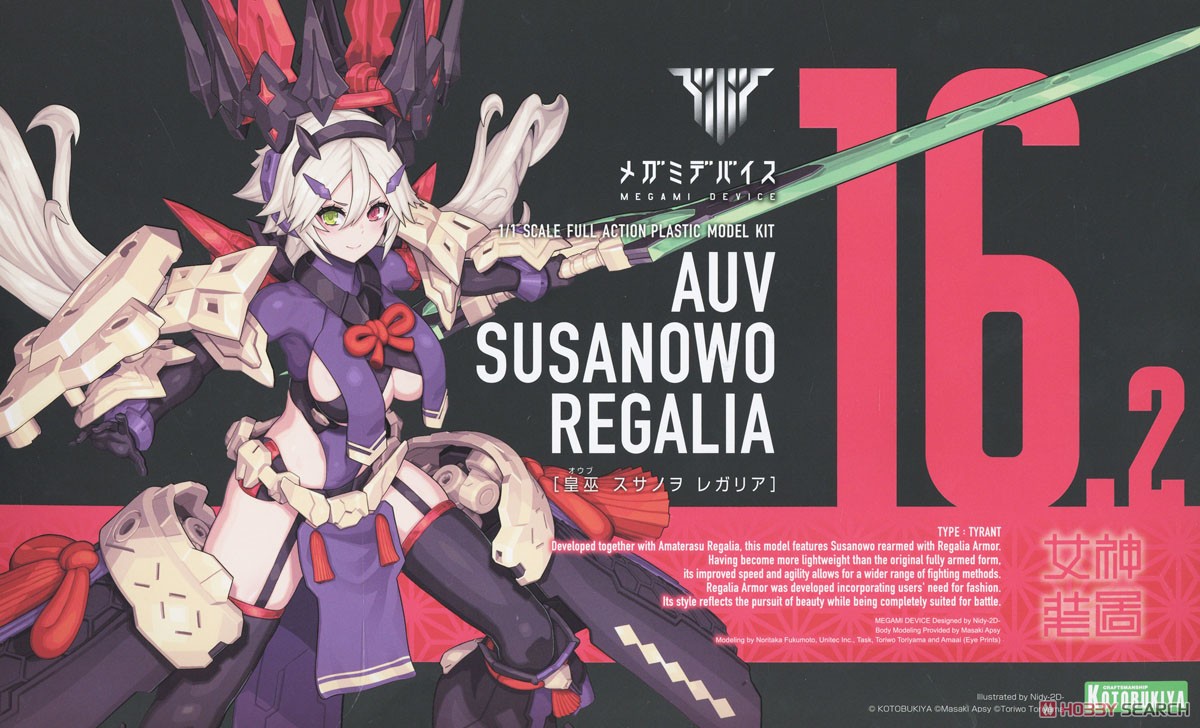 メガミデバイス
MEGAMI DEVICE
1/1 SCALE FULL ACTION PLASTIC MODEL KIT
AUV
SUSANOWO
REGALIA
オウブ
[皇巫 スサノヲ レガリア]
16.2
TYPE : TYRANT
Developed together with Amaterasu Regalia, this model features Susanowo rearmed with Regalia Armor.
Having become more lightweight than the original fully armed form,
its improved speed and agility allows for a wider range of fighting methods.
Regalia Armor was developed incorporating users' need for fashion.
Its style reflects the pursuit of beauty while being completely suited for battle.
MEGAMI DEVICE Designed by Nidy-2D-
Body Modeling Provided by Masaki Apsy
Modeling by Noritaka Fukumoto, Unitec Inc., Task, Toriwo Toriyama and Amaai (Eye Prints)
女神
装置
Illustrated by Nidy-2D-
© KOTOBUKIYA ©Masaki Apsy ©Toriwo Toriyama
CRAFTSMANSHIP
KOTOBUKIYA
HOBBY SEARCH